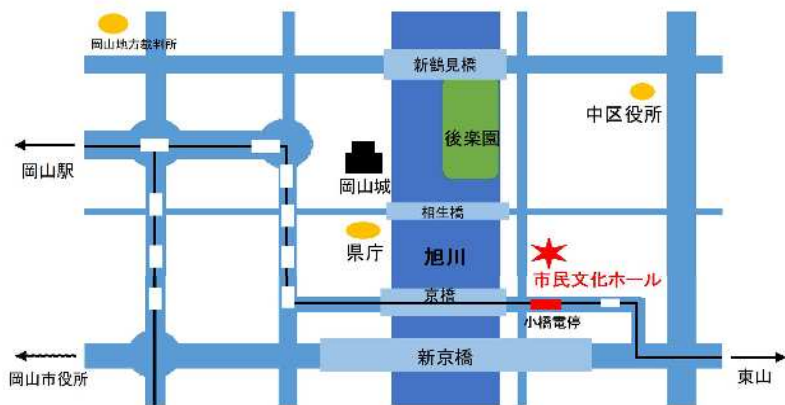 岡山地方裁判所
新鶴見橋
中区役所
後楽園
岡山駅
岡山城
相生橋
県庁
旭川
市民文化ホール
京橋
小橋電停
新京橋
岡山市役所
東山